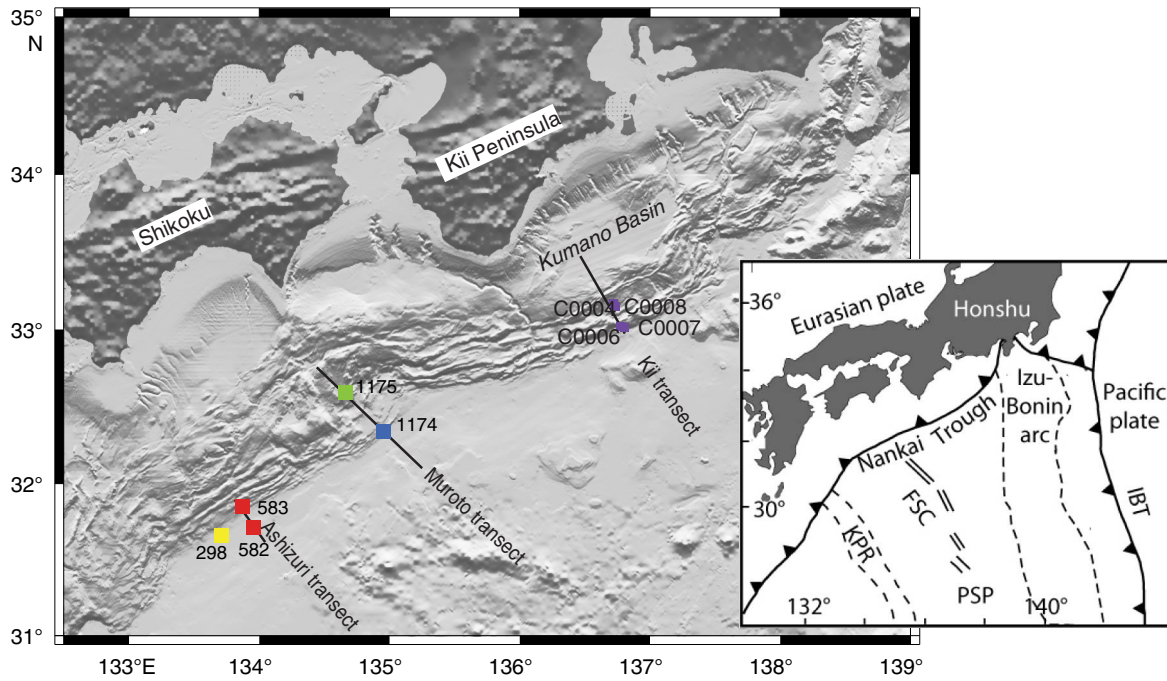 35°
N
34°
33°
32°
31°
133°E
134°
135°
136°
137°
138°
139°
Shikoku
Kii Peninsula
Kumano Basin
C0004
C0008
C0006
C0007
Kii transect
1175
1174
Muroto transect
583
582
298
Ashizuri transect
36°
30°
132°
140°
Eurasian plate
Honshu
Izu-
Bonin
arc
Pacific
plate
Nankai Trough
FSC
KPR
PSP
IBT